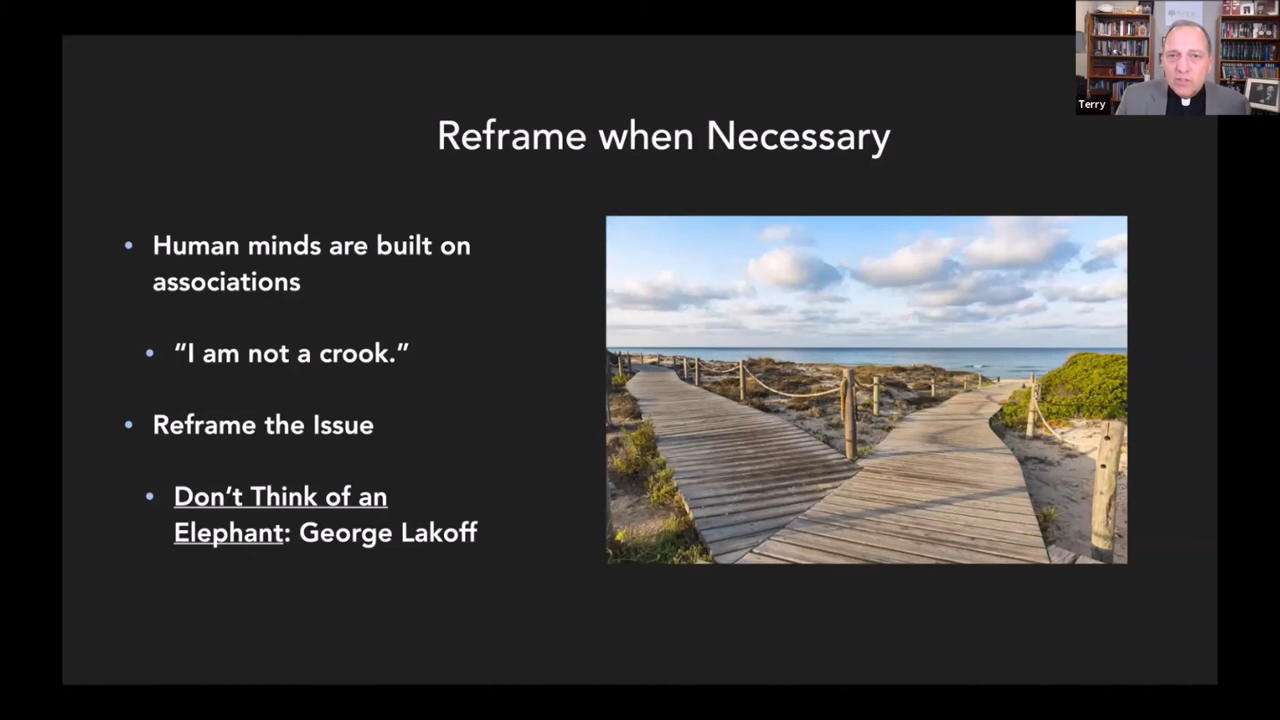 Terry
Reframe when Necessary
• Human minds are built on
associations
• “I am not a crook.”
• Reframe the Issue
• Don’t Think of an
Elephant: George Lakoff